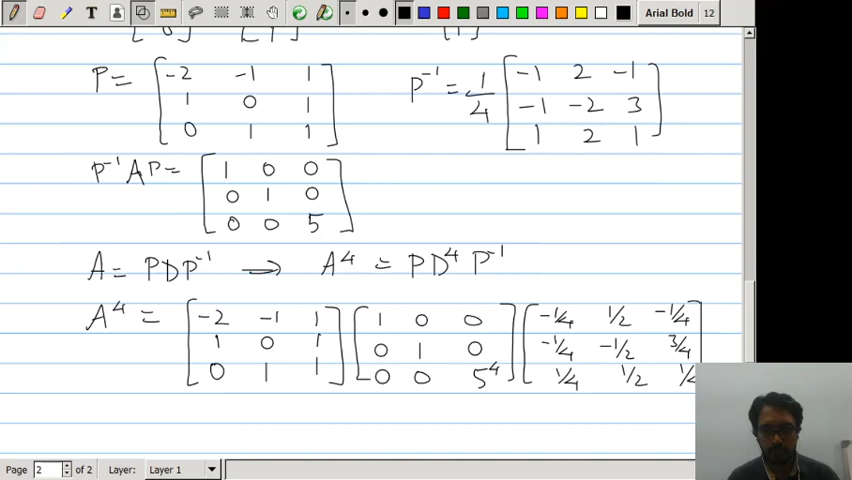 Arial Bold 12
P = [ -2 -1 1 P⁻¹ = 1/4 [ -1 2 -1
1 0 1 -1 -2 3
0 1 1 ] 1 2 1 ]
P⁻¹AP = [ 1 0 0
0 1 0
0 0 5 ]
A = PDP⁻¹ ⟹ A⁴ = PD⁴ P⁻¹
A⁴ = [ -2 -1 1 [ 1 0 0 [ -1/4 1/2 -1/4
1 0 1 0 1 0 -1/4 -1/2 3/4
0 1 1 ] 0 0 5⁴ ] 1/4 1/2 1/4
Page 2 of 2 Layer: Layer 1